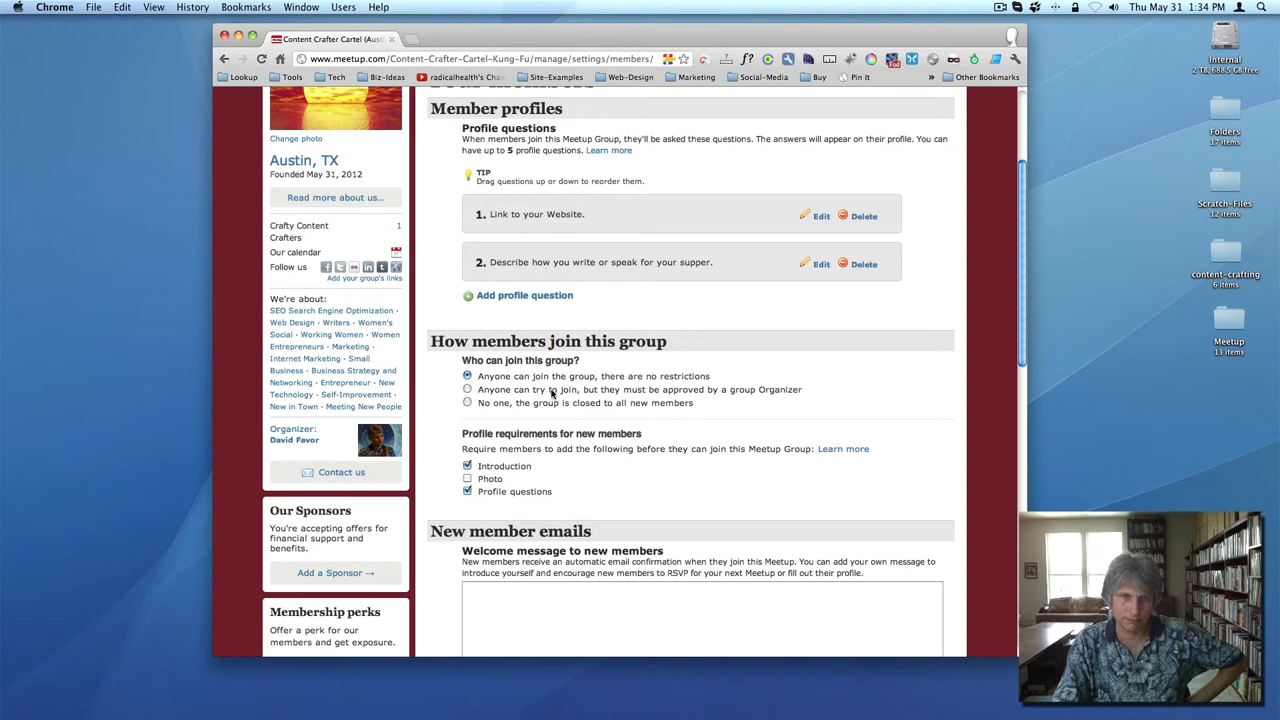 Chrome File Edit View History Bookmarks Window Users Help
Thu May 31 1:34 PM
Content Crafter Cartel (Aust
www.meetup.com/Content-Crafter-Cartel-Kung-Fu/manage/settings/members/
f?
Foo
Lookup Tools Tech Biz-Ideas radicalhealth's Chan Site-Examples Web-Design Marketing Social-Media Buy Pin It » Other Bookmarks
Internal
2 TB, 688.5 GB free
Folders
17 items
Scratch-Files
12 items
content-crafting
6 items
Meetup
13 items
Change photo
Austin, TX
Founded May 31, 2012
Read more about us...
Crafty Content 1
Crafters
Our calendar
Follow us
Add your group's links
We're about:
SEO Search Engine Optimization ·
Web Design · Writers · Women's
Social · Working Women · Women
Entrepreneurs · Marketing ·
Internet Marketing · Small
Business · Business Strategy and
Networking · Entrepreneur · New
Technology · Self-Improvement ·
New in Town · Meeting New People
Organizer:
David Favor
Contact us
Our Sponsors
You're accepting offers for
financial support and
benefits.
Add a Sponsor →
Membership perks
Offer a perk for our
members and get exposure.
Member profiles
Profile questions
When members join this Meetup Group, they'll be asked these questions. The answers will appear on their profile. You
can have up to 5 profile questions. Learn more
TIP
Drag questions up or down to reorder them.
1. Link to your Website. Edit Delete
2. Describe how you write or speak for your supper. Edit Delete
Add profile question
How members join this group
Who can join this group?
Anyone can join the group, there are no restrictions
Anyone can try to join, but they must be approved by a group Organizer
No one, the group is closed to all new members
Profile requirements for new members
Require members to add the following before they can join this Meetup Group: Learn more
Introduction
Photo
Profile questions
New member emails
Welcome message to new members
New members receive an automatic email confirmation when they join this Meetup. You can add your own message to
introduce yourself and encourage new members to RSVP for your next Meetup or fill out their profile.